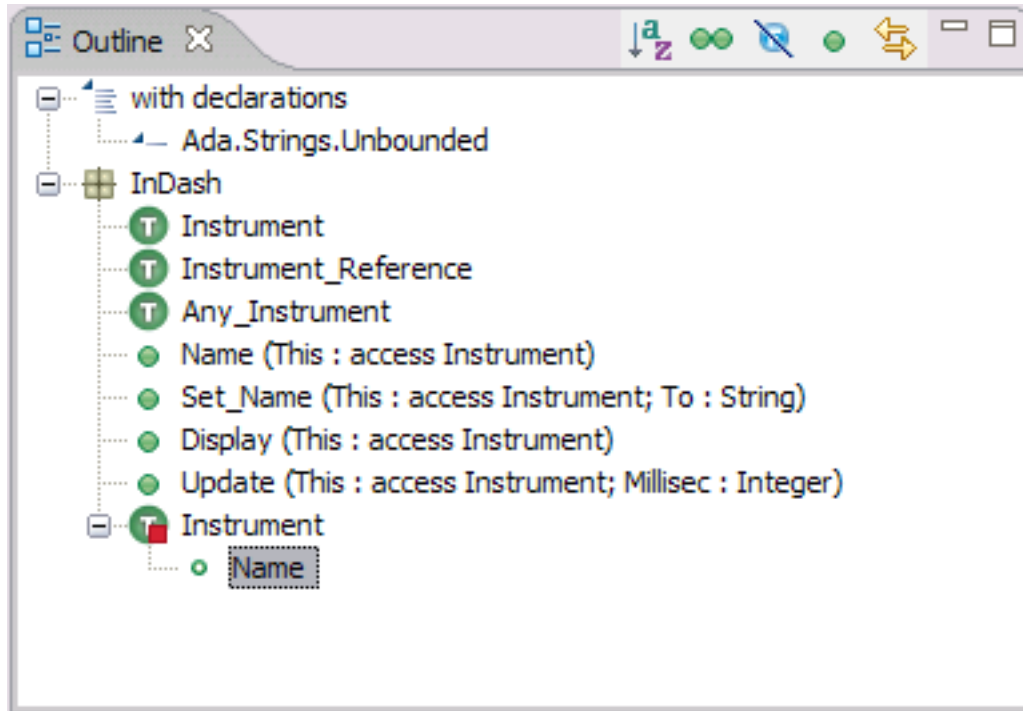 Outline
a
z
with declarations
Ada.Strings.Unbounded
InDash
T Instrument
T Instrument_Reference
T Any_Instrument
Name (This : access Instrument)
Set_Name (This : access Instrument; To : String)
Display (This : access Instrument)
Update (This : access Instrument; Millisec : Integer)
T Instrument
Name